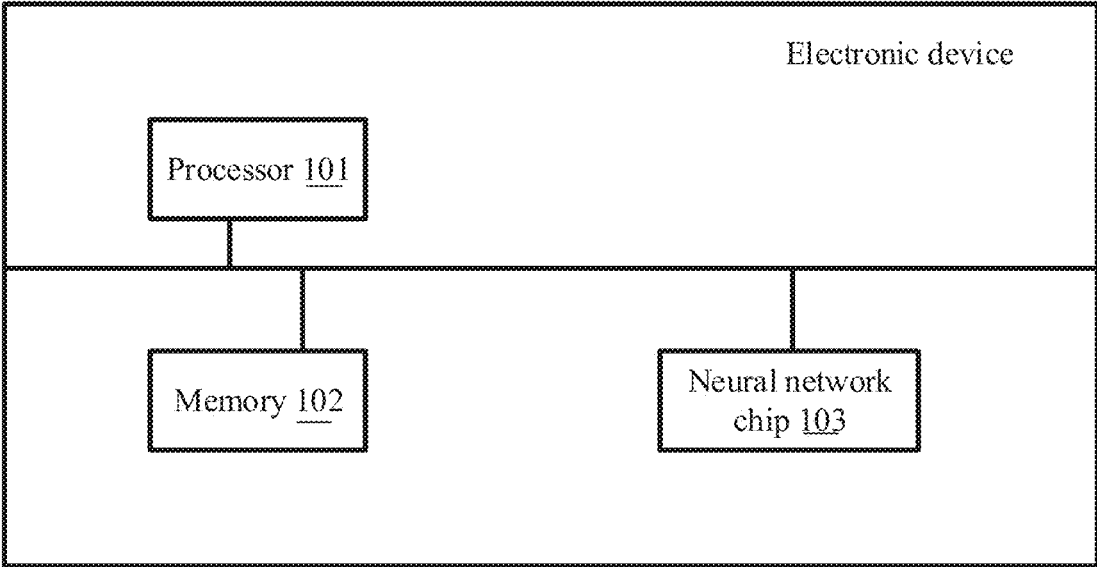 Electronic device
Processor 101
Memory 102
Neural network
chip 103